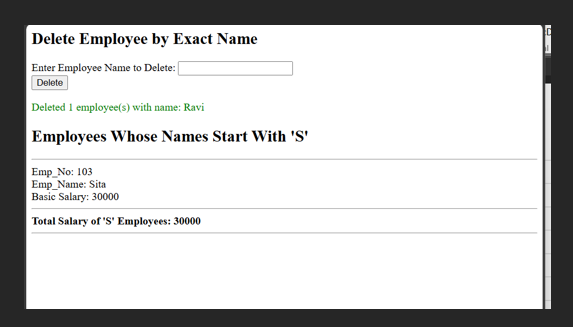 Delete Employee by Exact Name
Enter Employee Name to Delete:
Delete
Deleted 1 employee(s) with name: Ravi
Employees Whose Names Start With 'S'
Emp_No: 103
Emp_Name: Sita
Basic Salary: 30000
Total Salary of 'S' Employees: 30000